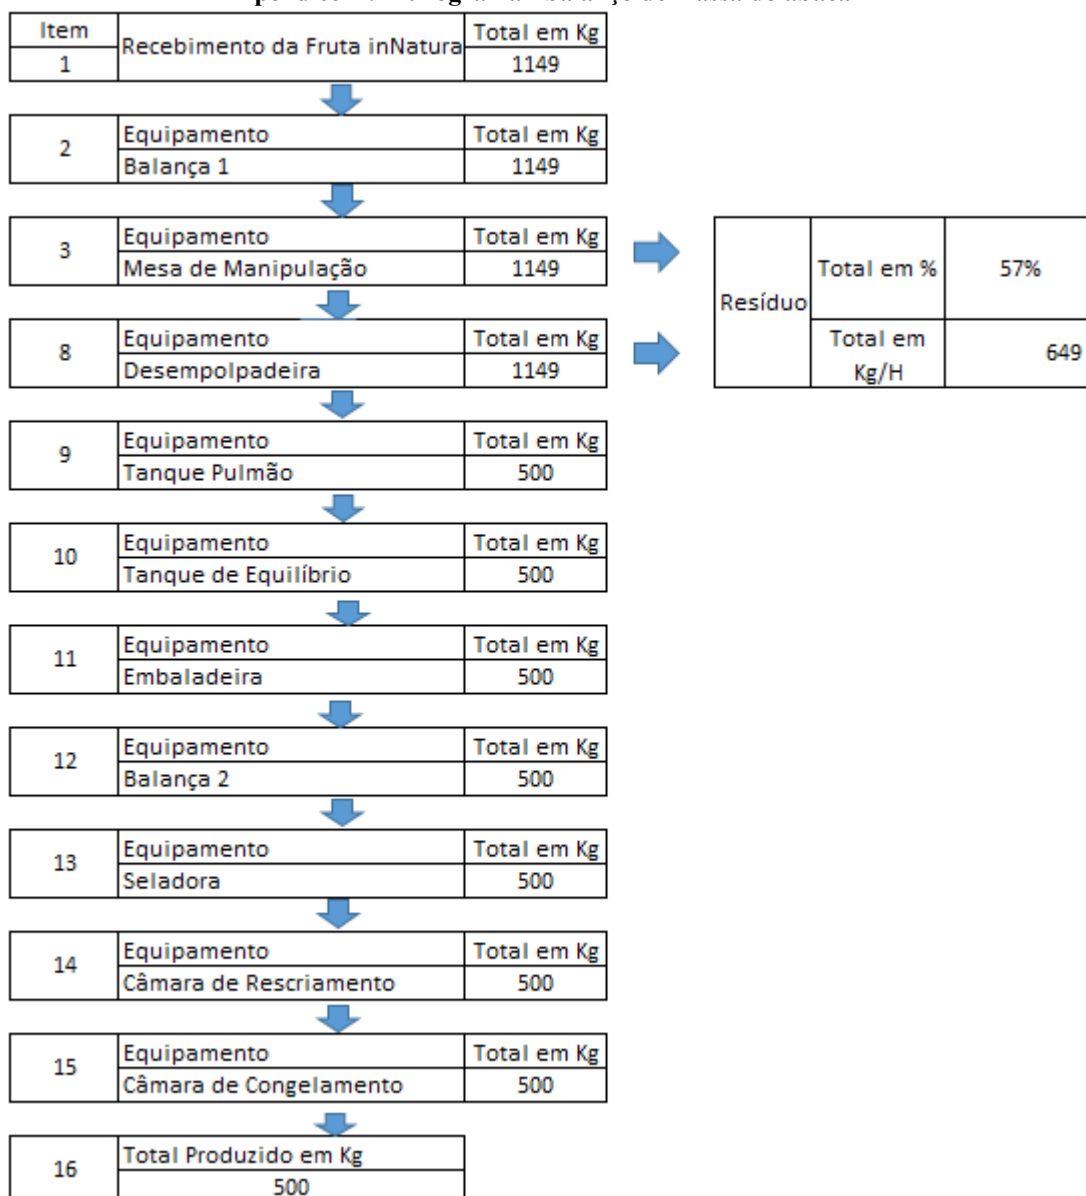 Item
Recebimento da Fruta inNatura
Total em Kg
1
1149
2
Equipamento
Total em Kg
Balança 1
1149
3
Equipamento
Total em Kg
Mesa de Manipulação
1149
Resíduo
Total em %
57%
Total em
Kg/H
649
8
Equipamento
Total em Kg
Desempolpadeira
1149
9
Equipamento
Total em Kg
Tanque Pulmão
500
10
Equipamento
Total em Kg
Tanque de Equilíbrio
500
11
Equipamento
Total em Kg
Embaladeira
500
12
Equipamento
Total em Kg
Balança 2
500
13
Equipamento
Total em Kg
Seladora
500
14
Equipamento
Total em Kg
Câmara de Rescriamento
500
15
Equipamento
Total em Kg
Câmara de Congelamento
500
16
Total Produzido em Kg
500